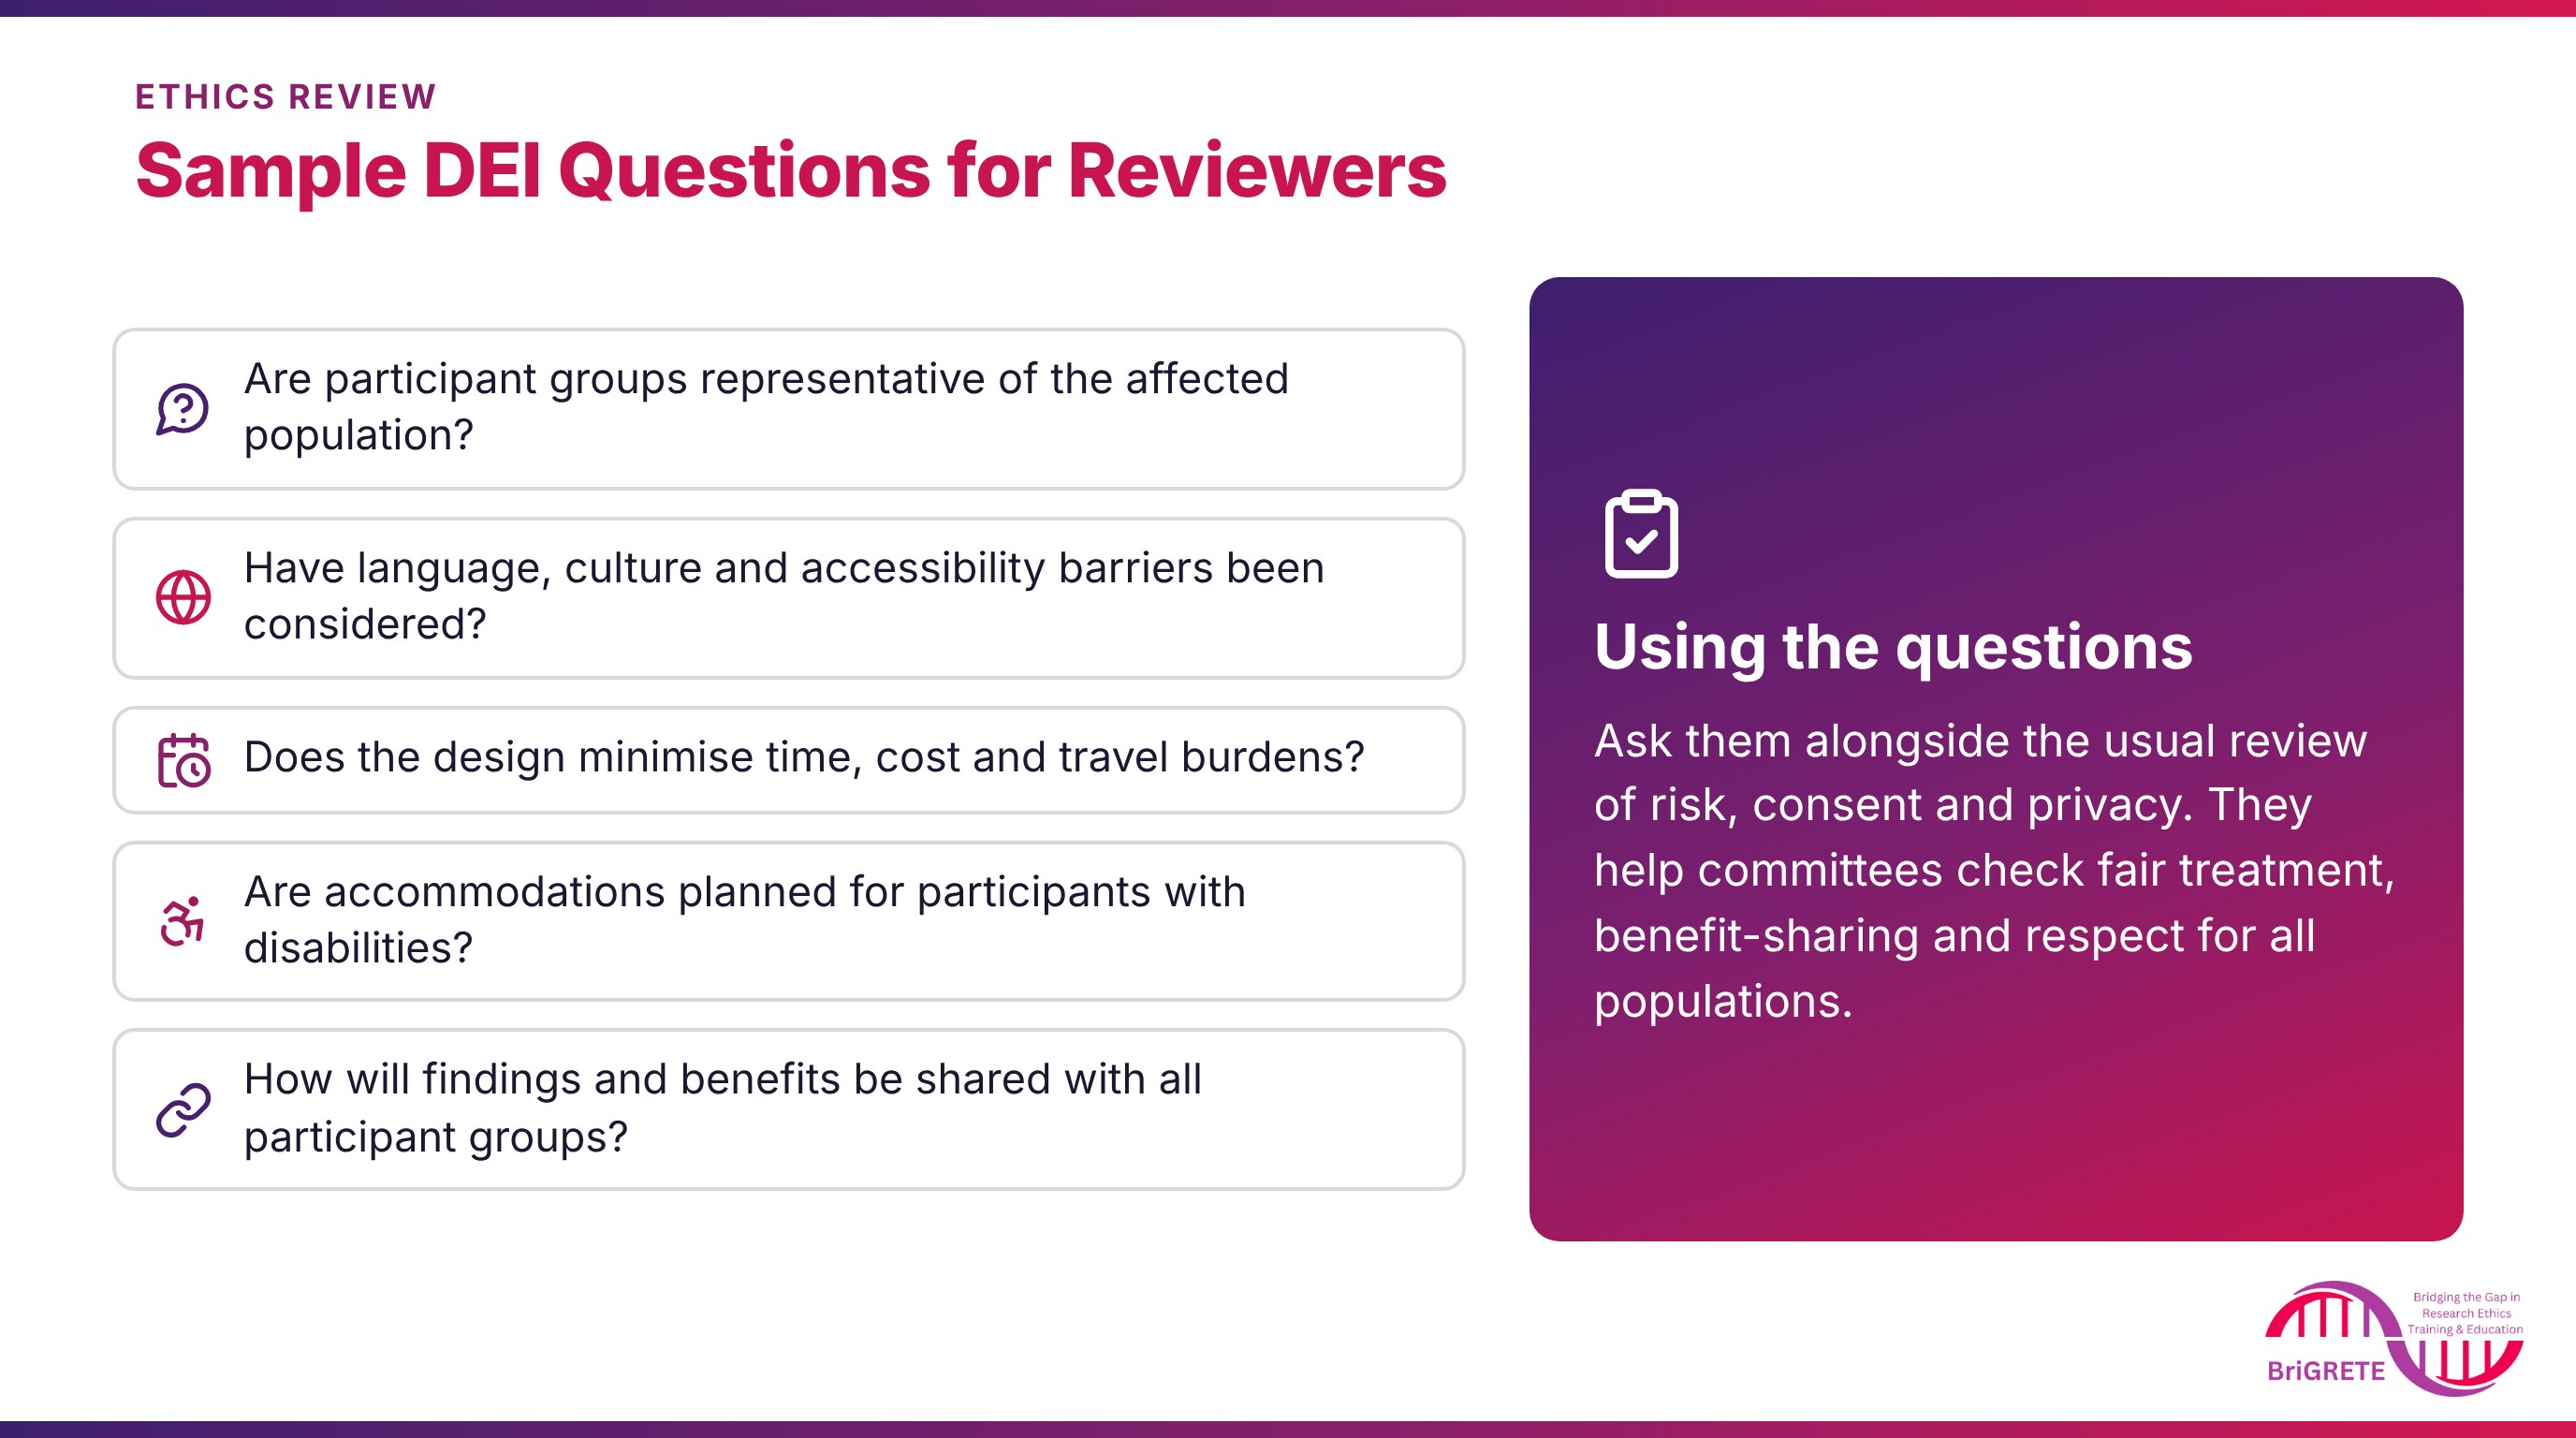 ETHICS REVIEW
Sample DEI Questions for Reviewers
Are participant groups representative of the affected
population?
Have language, culture and accessibility barriers been
considered?
Does the design minimise time, cost and travel burdens?
Are accommodations planned for participants with
disabilities?
How will findings and benefits be shared with all
participant groups?
Using the questions
Ask them alongside the usual review
of risk, consent and privacy. They
help committees check fair treatment,
benefit-sharing and respect for all
populations.
Bridging the Gap in
Research Ethics
Training & Education
BriGRETE